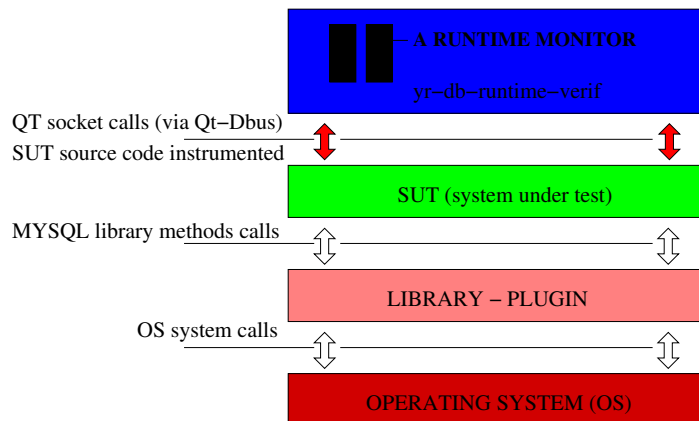 A RUNTIME MONITOR
yr−db−runtime−verif
QT socket calls (via Qt−Dbus)
SUT source code instrumented
SUT (system under test)
MYSQL library methods calls
LIBRARY − PLUGIN
OS system calls
OPERATING SYSTEM (OS)